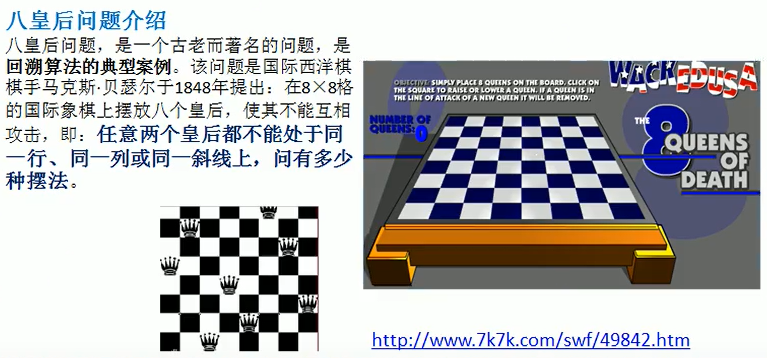 八皇后问题介绍
八皇后问题，是一个古老而著名的问题，是
回溯算法的典型案例。该问题是国际西洋棋
棋手马克斯·贝瑟尔于1848年提出：在8×8格
的国际象棋上摆放八个皇后，使其不能互相
攻击，即：任意两个皇后都不能处于同
一行、同一列或同一斜线上，问有多少
种摆法。
WACKEDUSA
OBJECTIVE: SIMPLY PLACE 8 QUEENS ON THE BOARD. CLICK ON
THE SQUARE TO RAISE OR LOWER A QUEEN. IF A QUEEN IS
IN THE LINE OF ATTACK OF A NEW QUEEN IT WILL BE REMOVED.
NUMBER OF
QUEENS: 0
THE 8 QUEENS
OF
DEATH
http://www.7k7k.com/swf/49842.htm